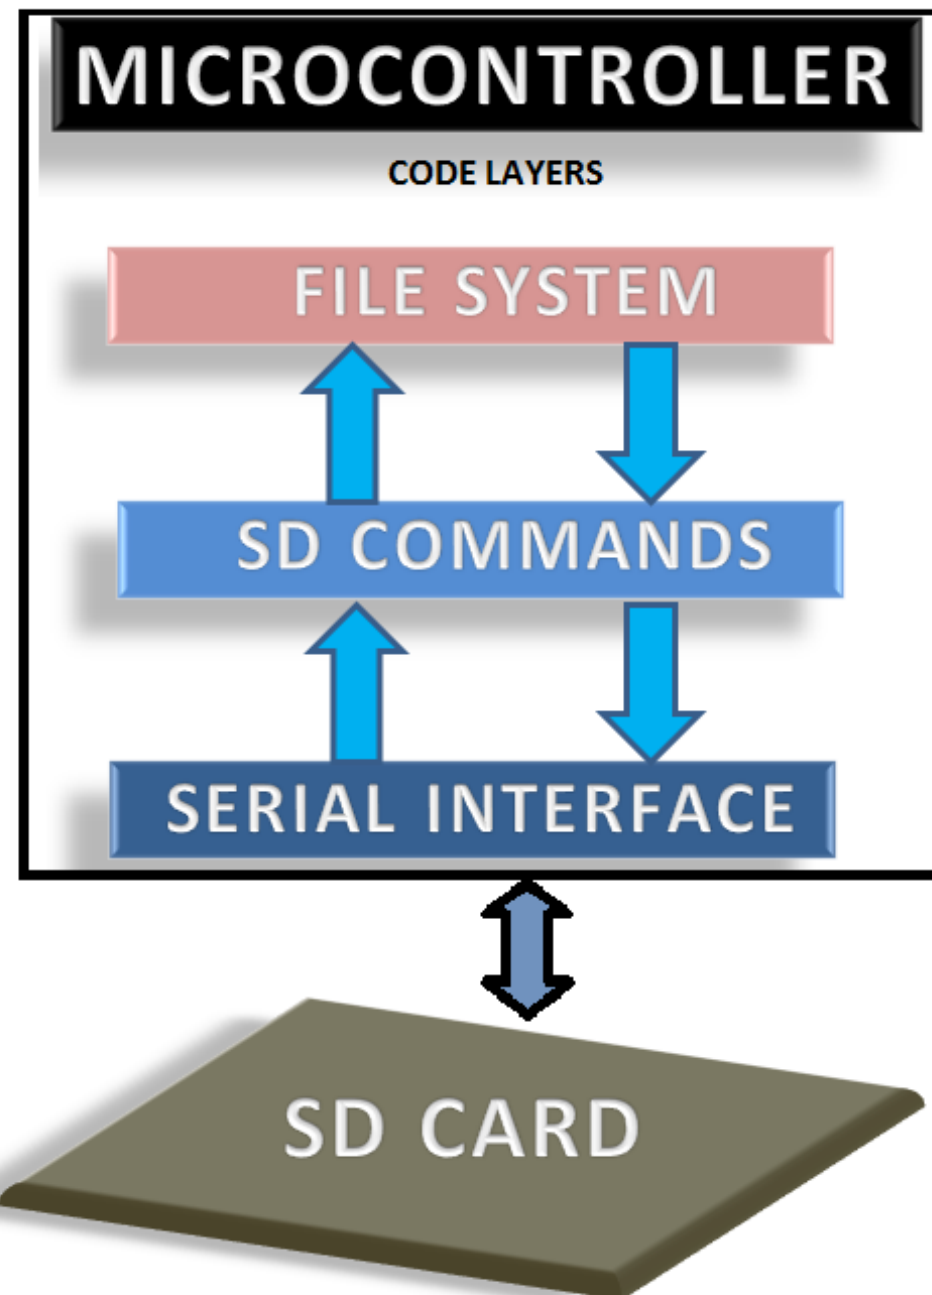 MICROCONTROLLER
CODE LAYERS
FILE SYSTEM
SD COMMANDS
SERIAL INTERFACE
SD CARD